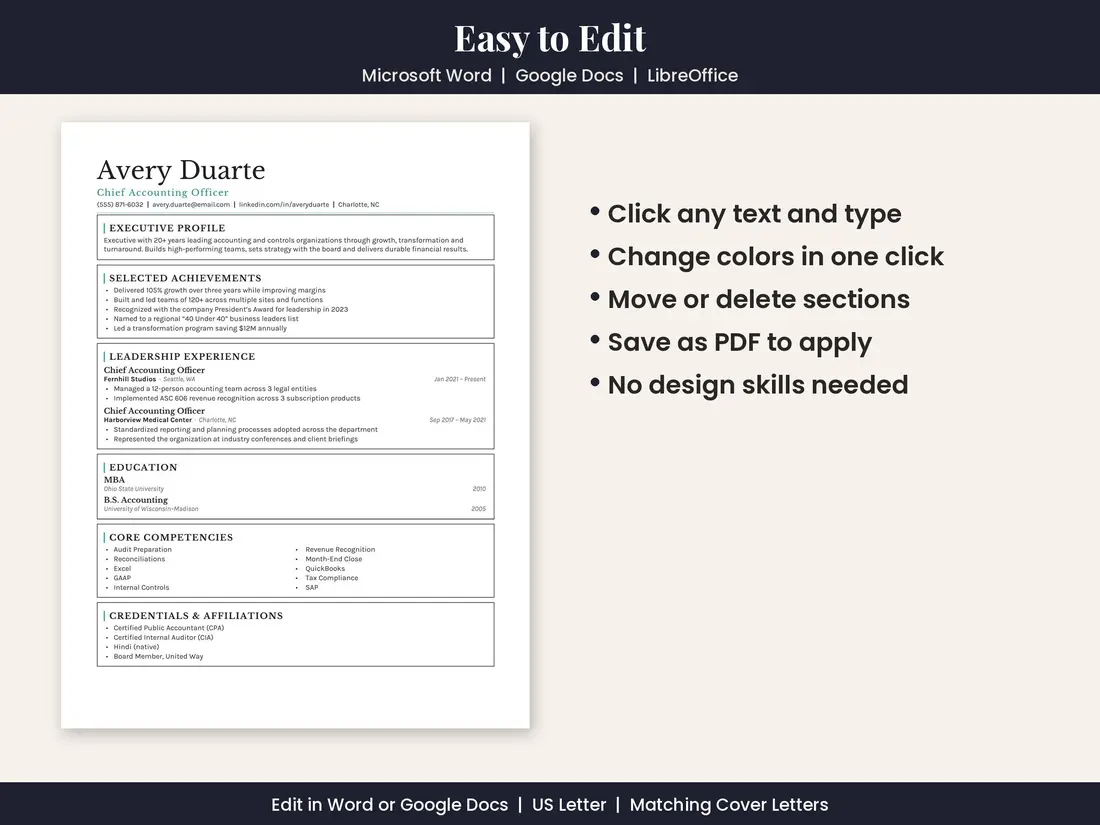 Easy to Edit
Microsoft Word | Google Docs | LibreOffice
Avery Duarte
Chief Accounting Officer
(555) 871-6032 | avery.duarte@email.com | linkedin.com/in/averyduarte | Charlotte, NC
EXECUTIVE PROFILE
Executive with 20+ years leading accounting and controls organizations through growth, transformation and
turnaround. Builds high-performing teams, sets strategy with the board and delivers durable financial results.
SELECTED ACHIEVEMENTS
• Delivered 105% growth over three years while improving margins
• Built and led teams of 120+ across multiple sites and functions
• Recognized with the company President's Award for leadership in 2023
• Named to a regional "40 Under 40" business leaders list
• Led a transformation program saving $12M annually
LEADERSHIP EXPERIENCE
Chief Accounting Officer
Fernhill Studios · Seattle, WA Jan 2021 – Present
• Managed a 12-person accounting team across 3 legal entities
• Implemented ASC 606 revenue recognition across 3 subscription products
Chief Accounting Officer
Harborview Medical Center · Charlotte, NC Sep 2017 – May 2021
• Standardized reporting and planning processes adopted across the department
• Represented the organization at industry conferences and client briefings
EDUCATION
MBA
Ohio State University 2010
B.S. Accounting
University of Wisconsin–Madison 2005
CORE COMPETENCIES
• Audit Preparation
• Reconciliations
• Excel
• GAAP
• Internal Controls
• Revenue Recognition
• Month-End Close
• QuickBooks
• Tax Compliance
• SAP
CREDENTIALS & AFFILIATIONS
• Certified Public Accountant (CPA)
• Certified Internal Auditor (CIA)
• Hindi (native)
• Board Member, United Way
• Click any text and type
• Change colors in one click
• Move or delete sections
• Save as PDF to apply
• No design skills needed
Edit in Word or Google Docs | US Letter | Matching Cover Letters